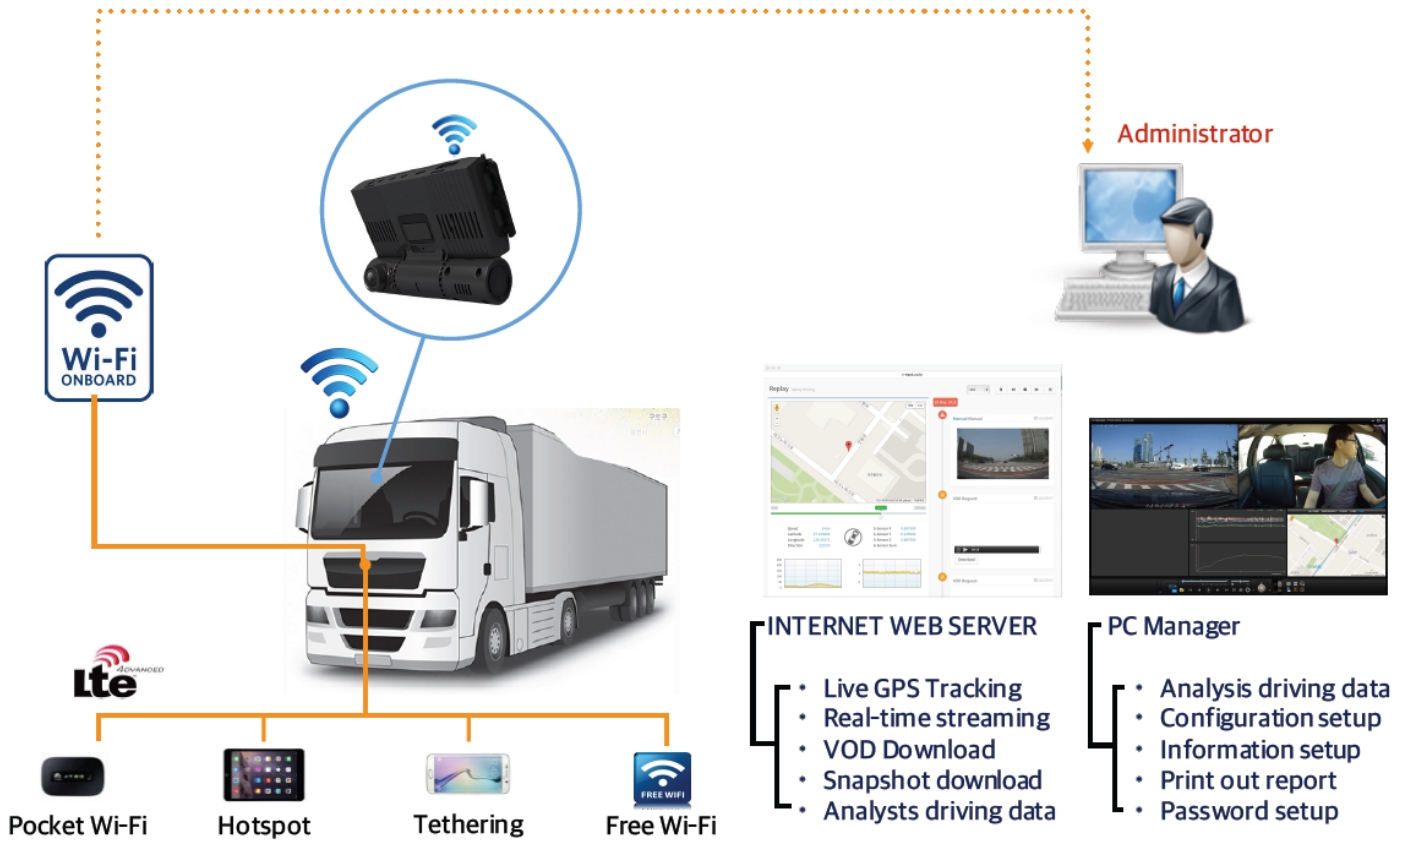 Administrator
Wi-Fi
ONBOARD
Replay
INTERNET WEB SERVER
Live GPS Tracking
Real-time streaming
VOD Download
Snapshot download
Analysts driving data
PC Manager
Analysis driving data
Configuration setup
Information setup
Print out report
Password setup
4DVANCED
Lte
FREE WIFI
Pocket Wi-Fi
Hotspot
Tethering
Free Wi-Fi